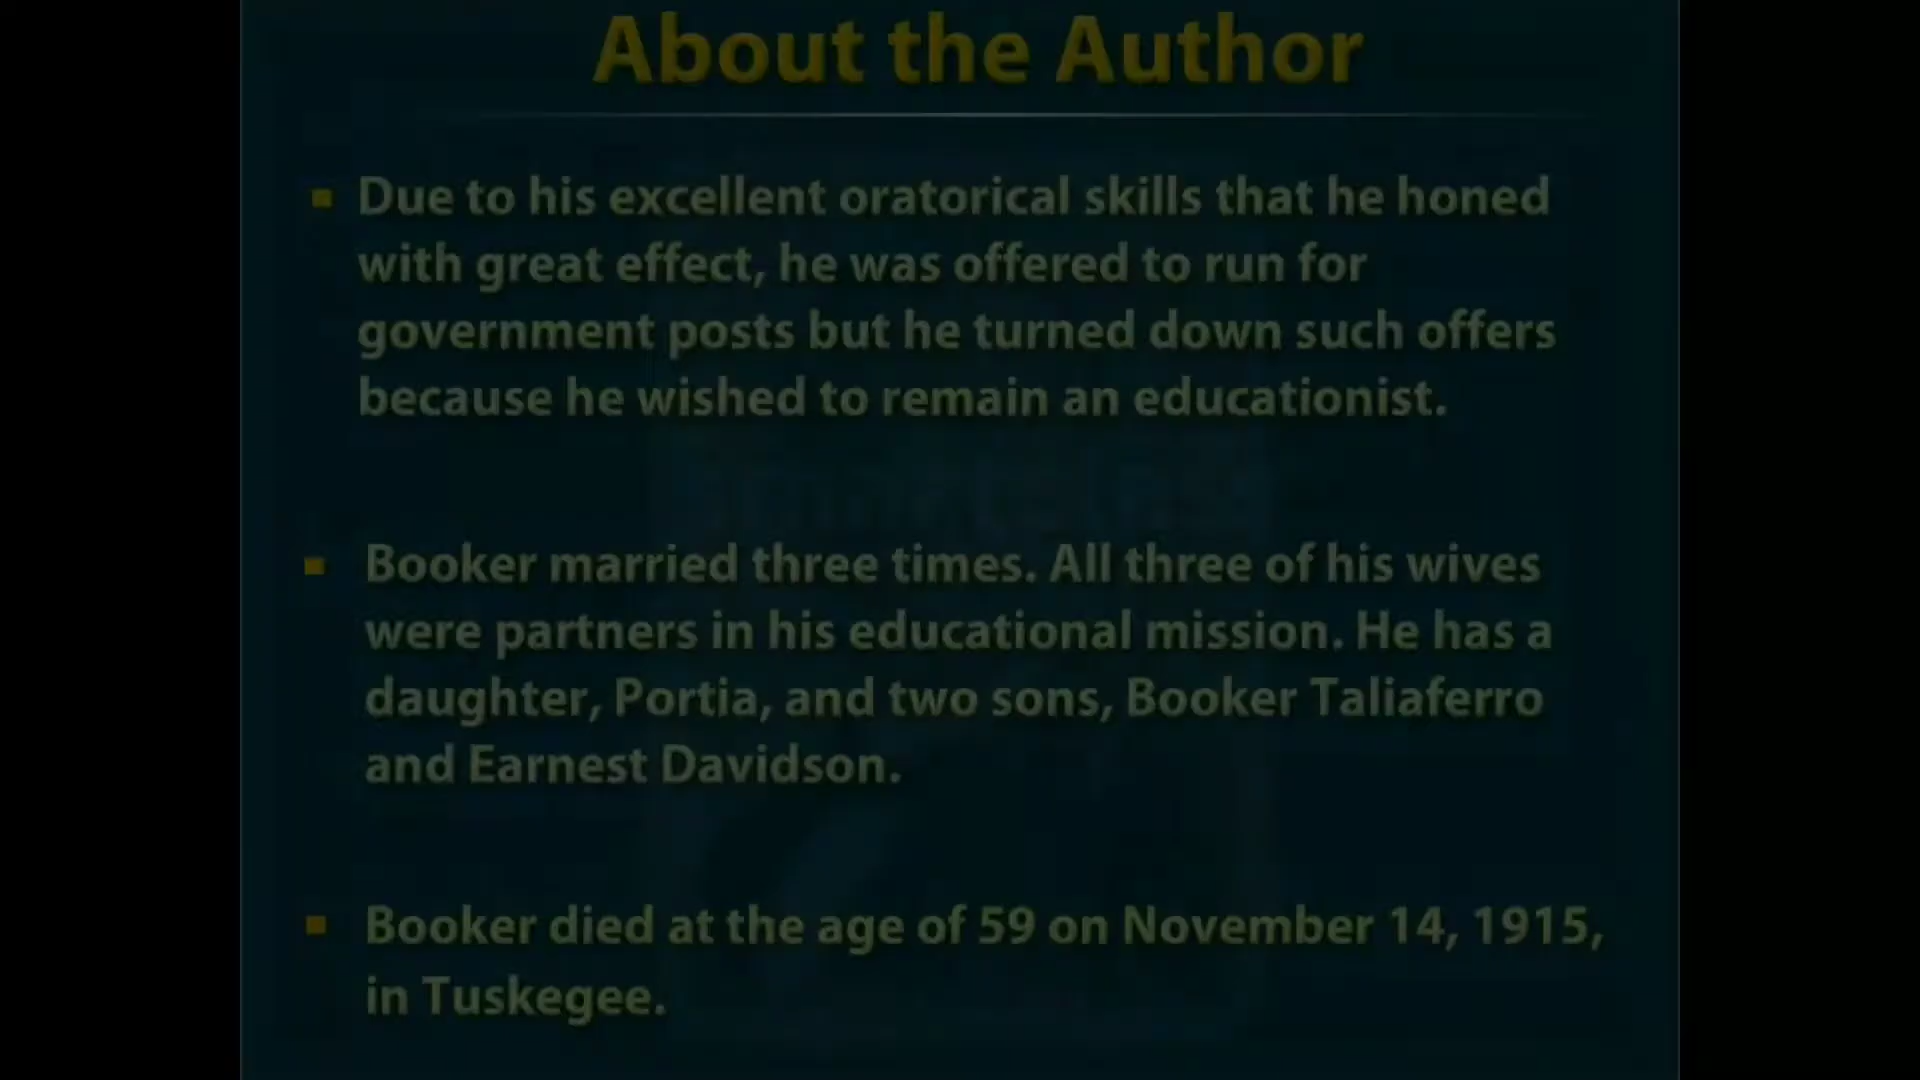 About the Author
Due to his excellent oratorical skills that he honed
with great effect, he was offered to run for
government posts but he turned down such offers
because he wished to remain an educationist.
Booker married three times. All three of his wives
were partners in his educational mission. He has a
daughter, Portia, and two sons, Booker Taliaferro
and Earnest Davidson.
Booker died at the age of 59 on November 14, 1915,
in Tuskegee.